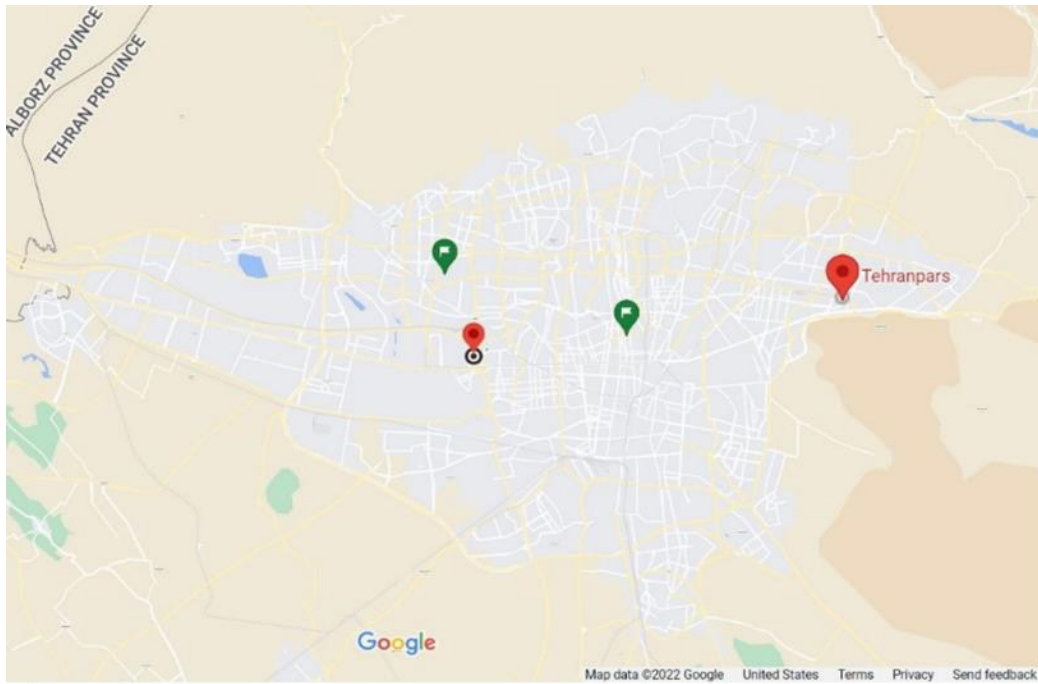 ALBORZ PROVINCE
TEHRAN PROVINCE
Tehranpars
Google
Map data ©2022 Google United States Terms Privacy Send feedback